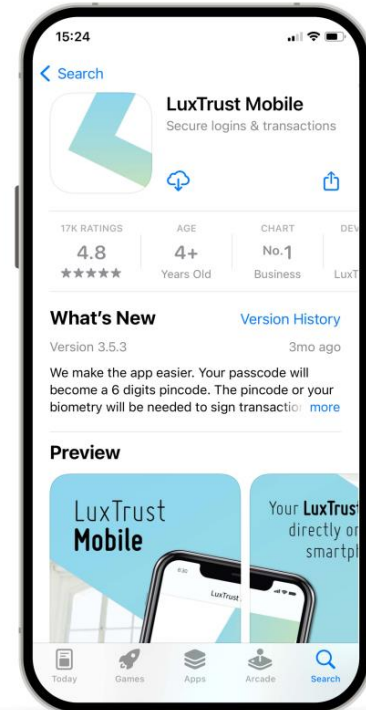 15:24
Search
LuxTrust Mobile
Secure logins & transactions
17K RATINGS
AGE
CHART
4.8
4+
No.1
★★★★★
Years Old
Business
What's New
Version History
Version 3.5.3
3mo ago
We make the app easier. Your passcode will
become a 6 digits pincode. The pincode or your
biometry will be needed to sign more
Preview
LuxTrust
Mobile
Your LuxTrust
directly
6:30
LuxTrust
Today
Games
Apps
Arcade
Search